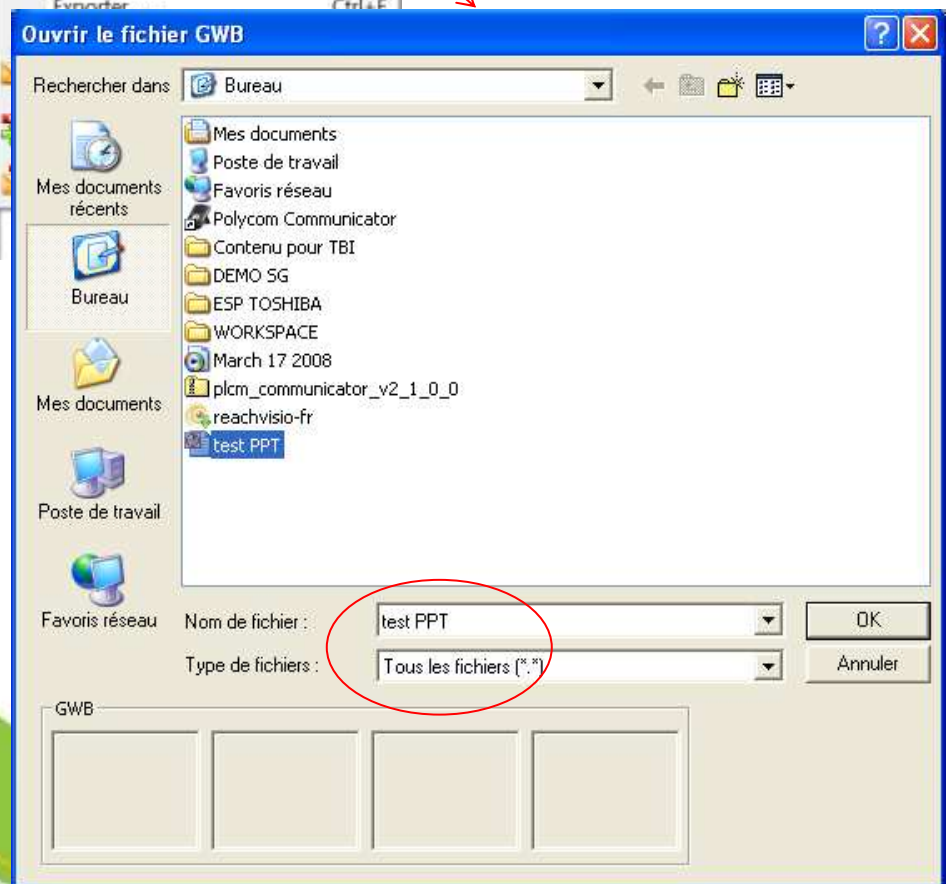 Exporter Ctrl+E
Ouvrir le fichier GWB
Rechercher dans Bureau
Mes documents récents
Bureau
Mes documents
Poste de travail
Favoris réseau
Mes documents
Poste de travail
Favoris réseau
Polycom Communicator
Contenu pour TBI
DEMO SG
ESP TOSHIBA
WORKSPACE
March 17 2008
plcm_communicator_v2_1_0_0
reachvisio-fr
test PPT
Nom de fichier : test PPT OK
Type de fichiers : Tous les fichiers (*.*) Annuler
GWB